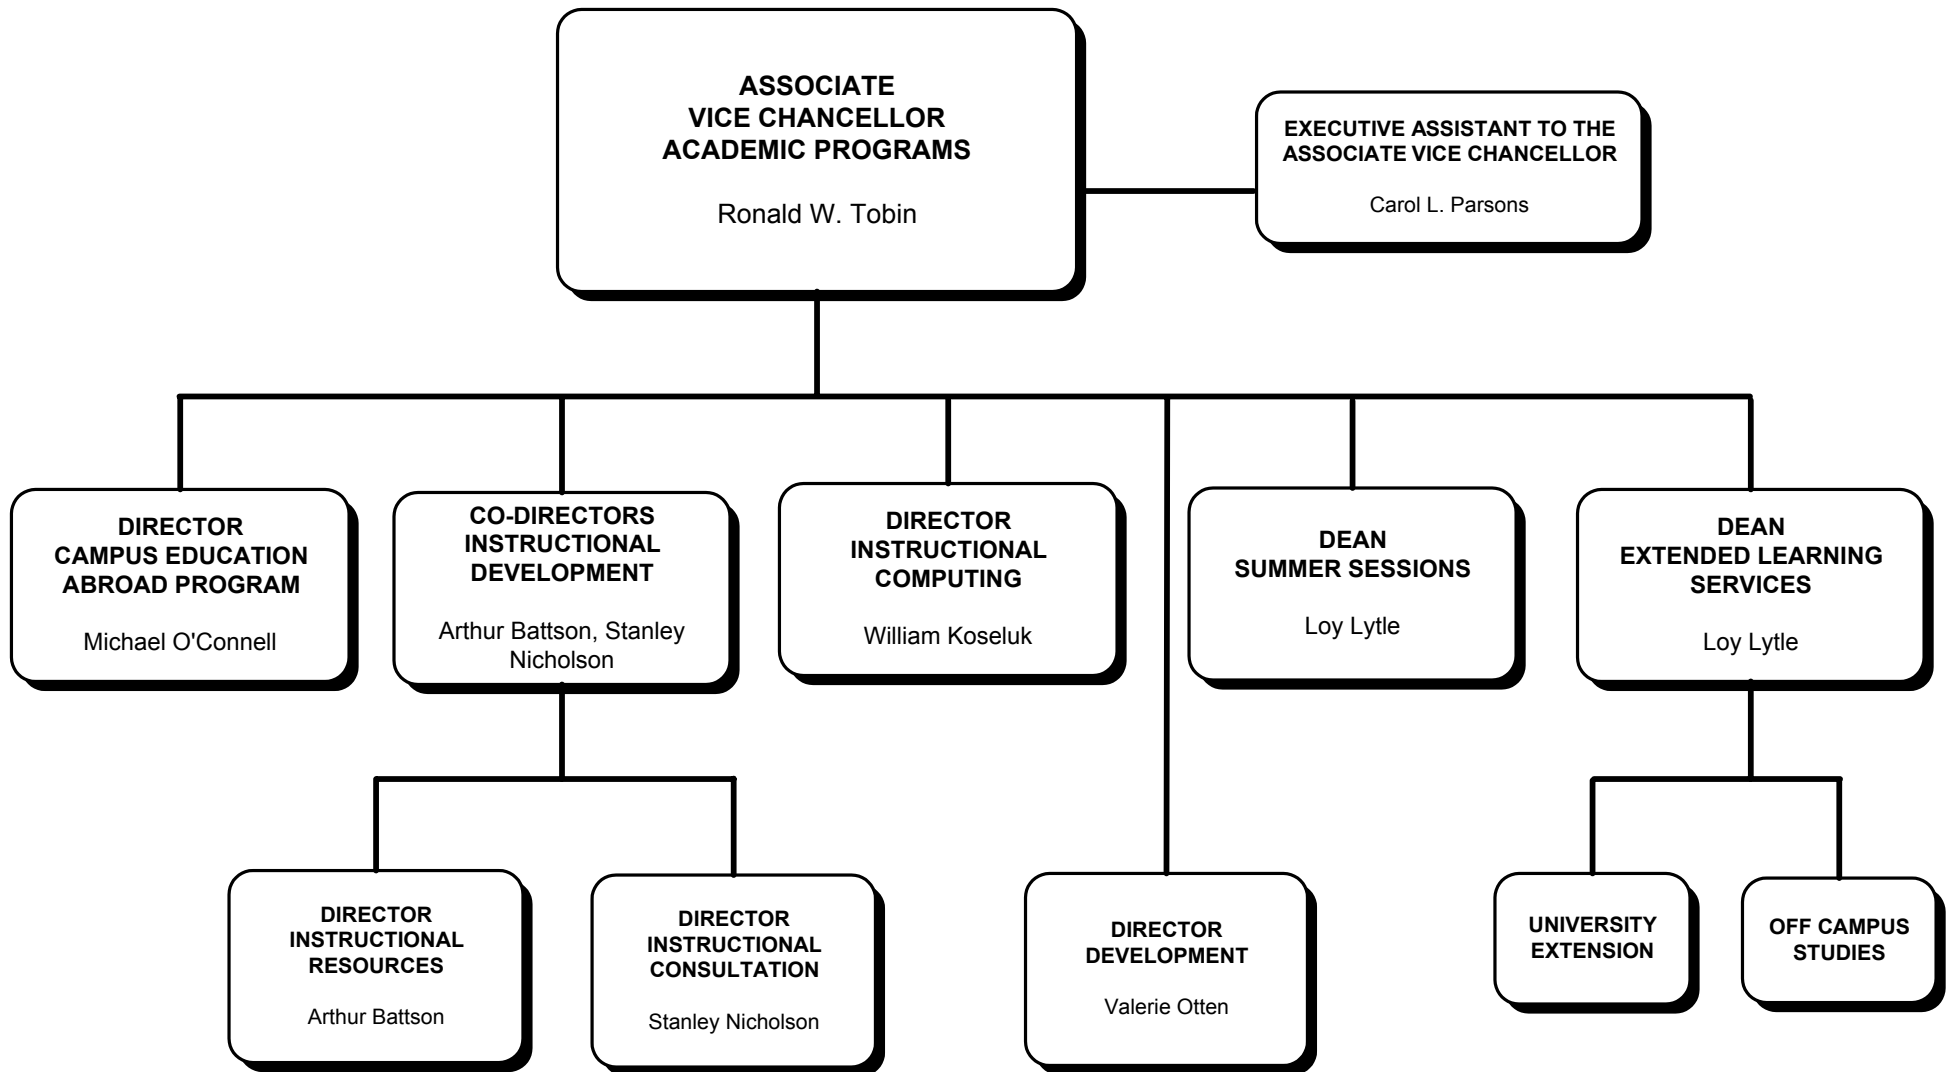 ASSOCIATE
VICE CHANCELLOR
ACADEMIC PROGRAMS
Ronald W. Tobin
EXECUTIVE ASSISTANT TO THE
ASSOCIATE VICE CHANCELLOR
Carol L. Parsons
DIRECTOR
CAMPUS EDUCATION
ABROAD PROGRAM
Michael O'Connell
CO-DIRECTORS
INSTRUCTIONAL
DEVELOPMENT
Arthur Battson, Stanley
Nicholson
DIRECTOR
INSTRUCTIONAL
COMPUTING
William Koseluk
DEAN
SUMMER SESSIONS
Loy Lytle
DEAN
EXTENDED LEARNING
SERVICES
Loy Lytle
DIRECTOR
INSTRUCTIONAL
RESOURCES
Arthur Battson
DIRECTOR
INSTRUCTIONAL
CONSULTATION
Stanley Nicholson
DIRECTOR
DEVELOPMENT
Valerie Otten
UNIVERSITY
EXTENSION
OFF CAMPUS
STUDIES